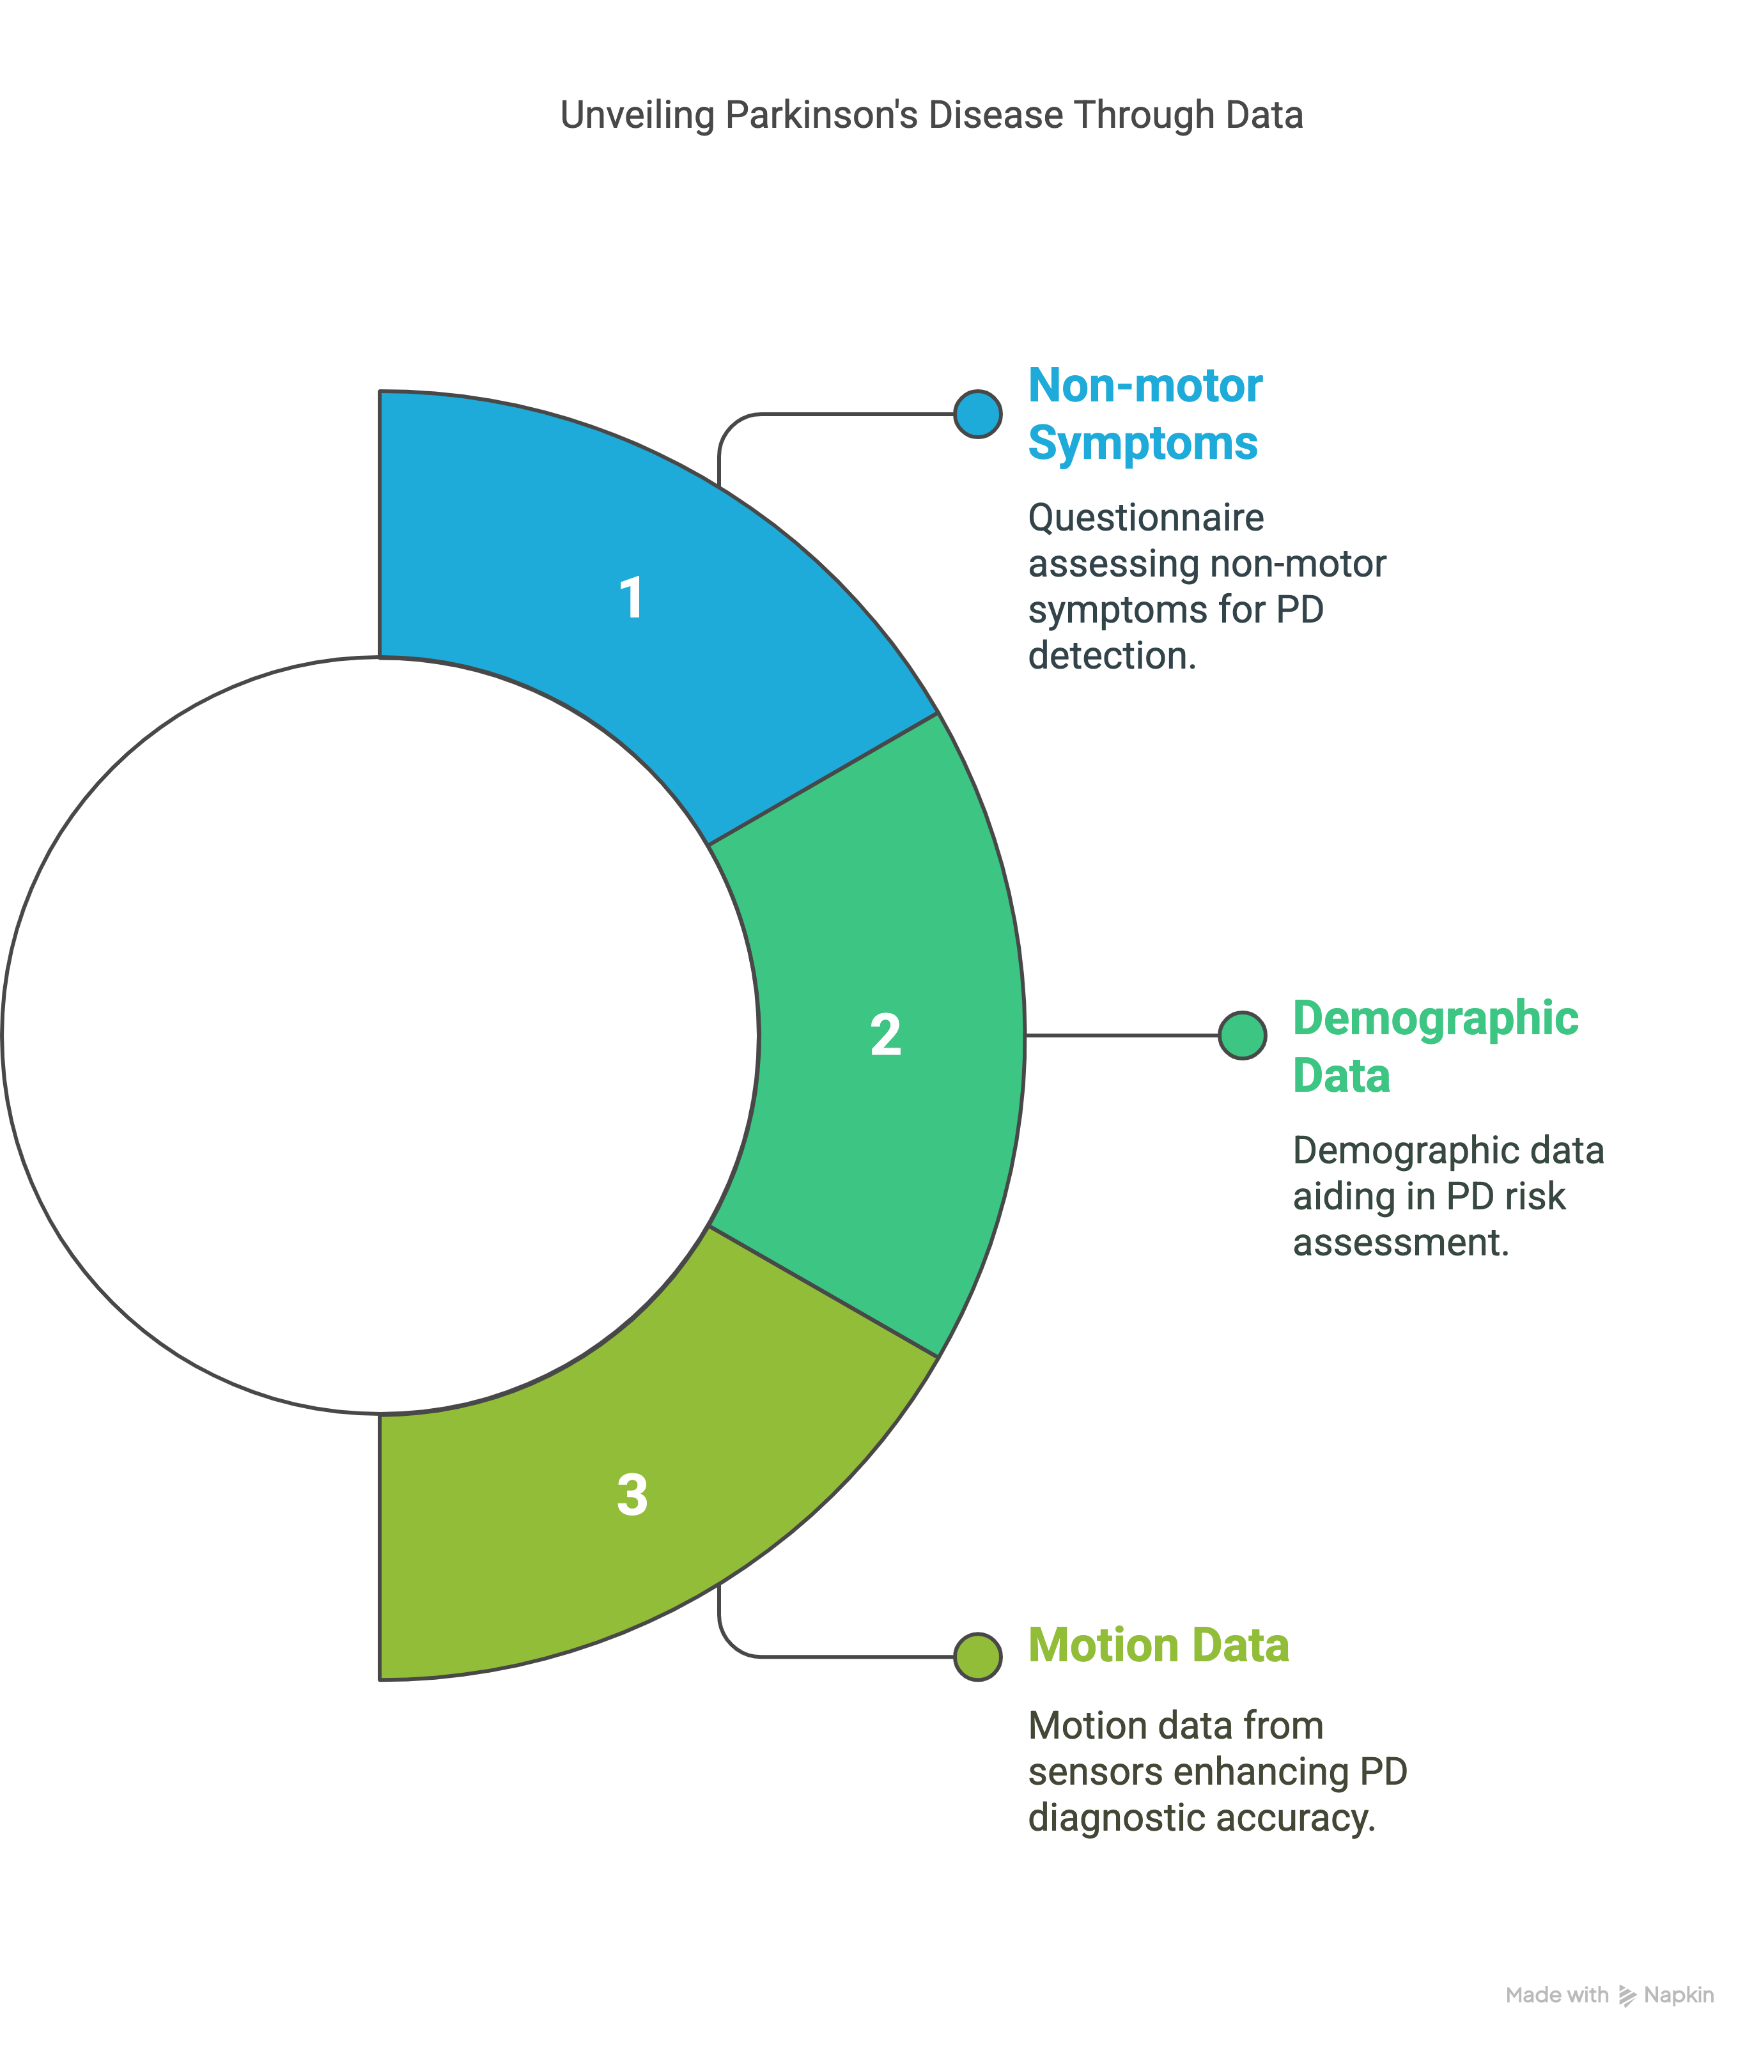 Unveiling Parkinson's Disease Through Data
1
Non-motor
Symptoms
Questionnaire
assessing non-motor
symptoms for PD
detection.
2
Demographic
Data
Demographic data
aiding in PD risk
assessment.
3
Motion Data
Motion data from
sensors enhancing PD
diagnostic accuracy.
Made with Napkin